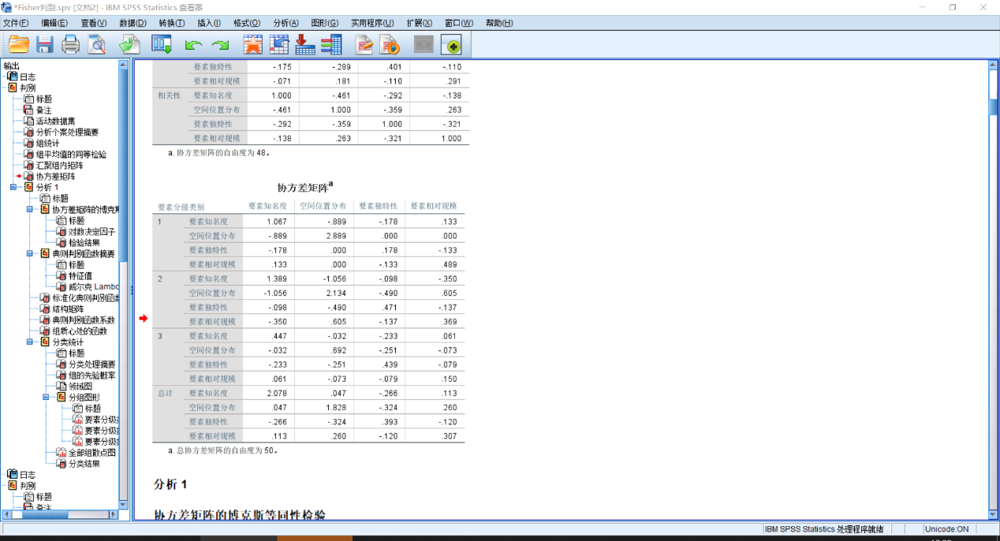 *Fisher判别.spv [文档2] - IBM SPSS Statistics 查看器
文件(F) 编辑(E) 查看(V) 数据(D) 转换(T) 插入(I) 格式(O) 分析(A) 图形(G) 实用程序(U) 扩展(X) 窗口(W) 帮助(H)
输出
日志
判别
标题
备注
活动数据集
分析个案处理摘要
组统计
组平均值的同等检验
汇聚组内矩阵
协方差矩阵
分析 1
标题
协方差矩阵的博克斯
标题
对数决定因子
检验结果
典则判别函数摘要
标题
特征值
威尔克 Lambd
标准化典则判别函数
结构矩阵
典则判别函数系数
组质心处的函数
分类统计
标题
分类处理摘要
组的先验概率
领域图
分组图形
标题
要素分级
要素分级
要素分级
全部组散点图
分类结果
日志
判别
标题
备注
要素独特性 -.175 -.289 .401 -.110
要素相对规模 -.071 .181 -.110 .291
相关性 要素知名度 1.000 -.461 -.292 -.138
空间位置分布 -.461 1.000 -.359 .263
要素独特性 -.292 -.359 1.000 -.321
要素相对规模 -.138 .263 -.321 1.000
a. 协方差矩阵的自由度为 48。
协方差矩阵a
要素分级类别 要素知名度 空间位置分布 要素独特性 要素相对规模
1 要素知名度 1.067 -.889 -.178 .133
空间位置分布 -.889 2.889 .000 .000
要素独特性 -.178 .000 .178 -.133
要素相对规模 .133 .000 -.133 .489
2 要素知名度 1.389 -1.056 -.098 -.350
空间位置分布 -1.056 2.134 -.490 .605
要素独特性 -.098 -.490 .471 -.137
要素相对规模 -.350 .605 -.137 .369
3 要素知名度 .447 -.032 -.233 .061
空间位置分布 -.032 .692 -.251 -.073
要素独特性 -.233 -.251 .439 -.079
要素相对规模 .061 -.073 -.079 .150
总计 要素知名度 2.078 .047 -.266 .113
空间位置分布 .047 1.828 -.324 .260
要素独特性 -.266 -.324 .393 -.120
要素相对规模 .113 .260 -.120 .307
a. 总协方差矩阵的自由度为 50。
分析 1
协方差矩阵的博克斯等同性检验
IBM SPSS Statistics 处理程序就绪 Unicode:ON